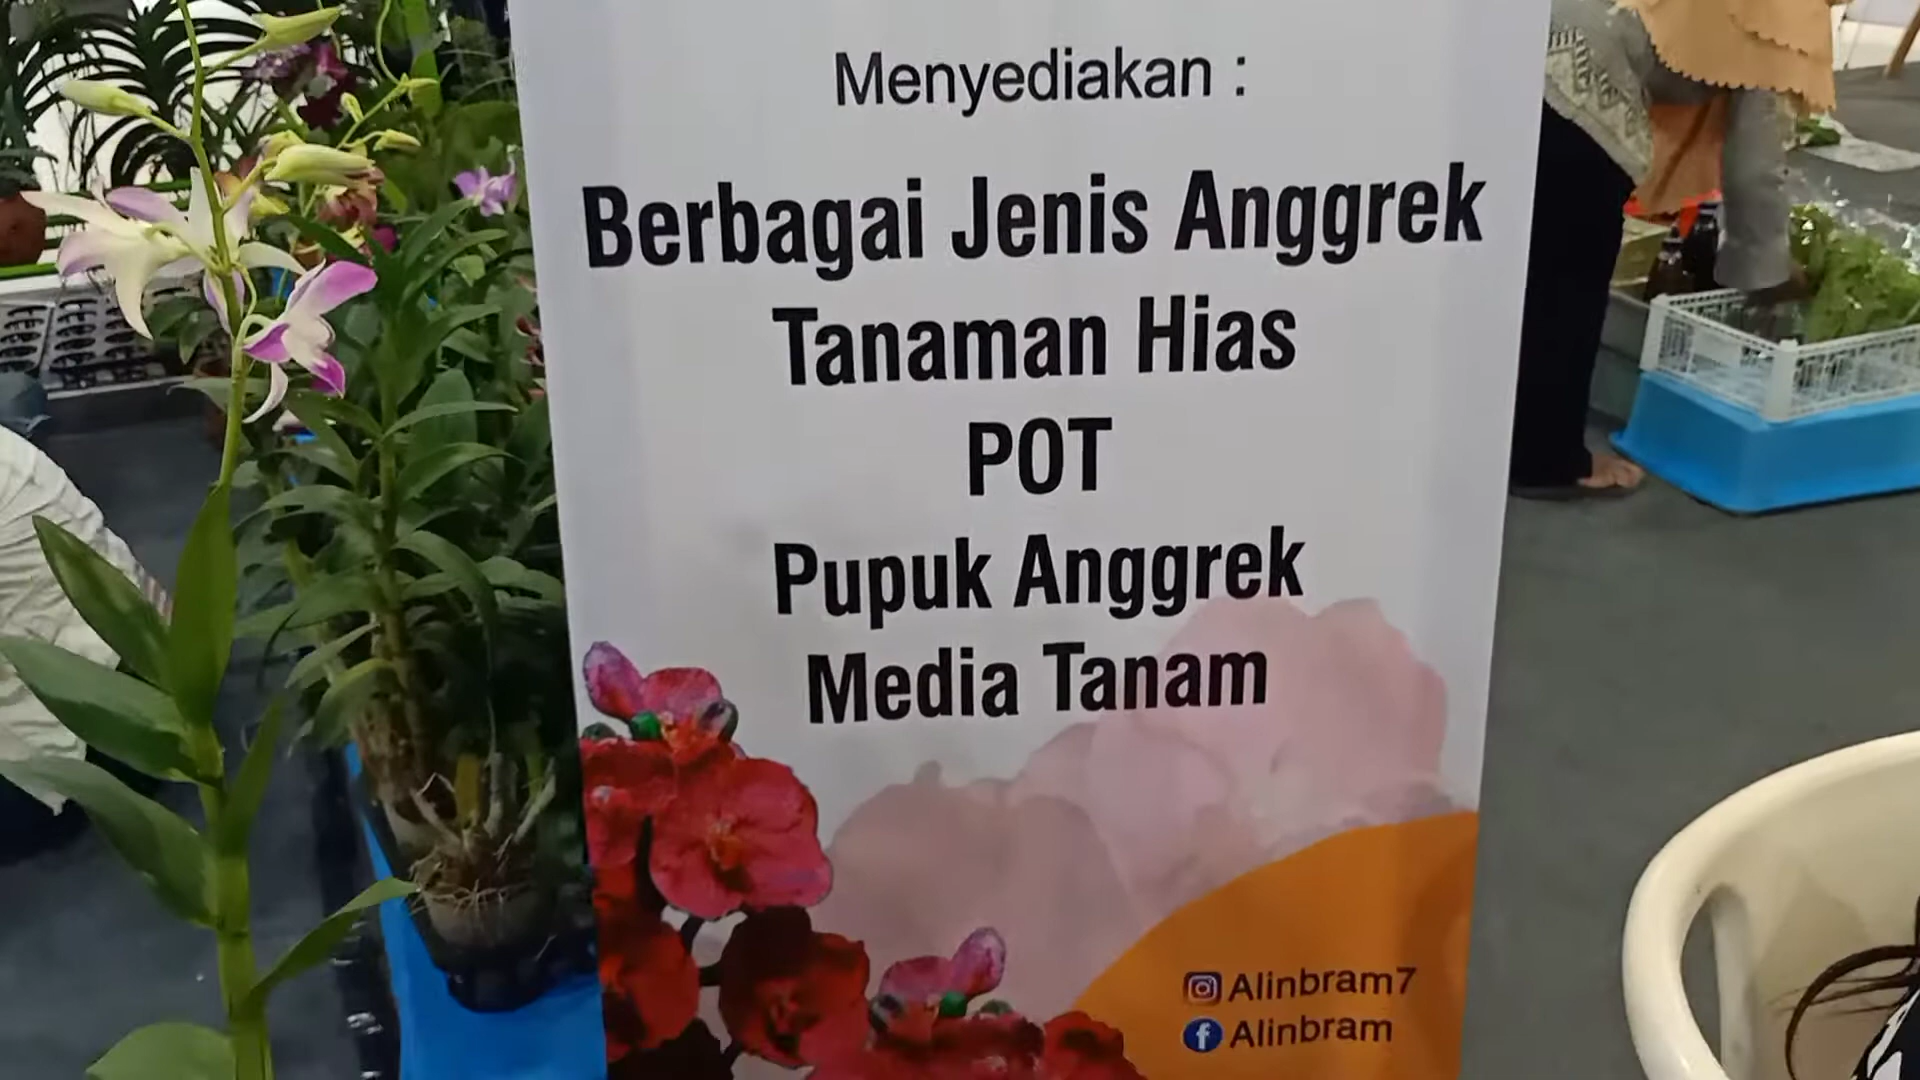 Menyediakan :
Berbagai Jenis Anggrek
Tanaman Hias
POT
Pupuk Anggrek
Media Tanam
Alinbram7
Alinbram